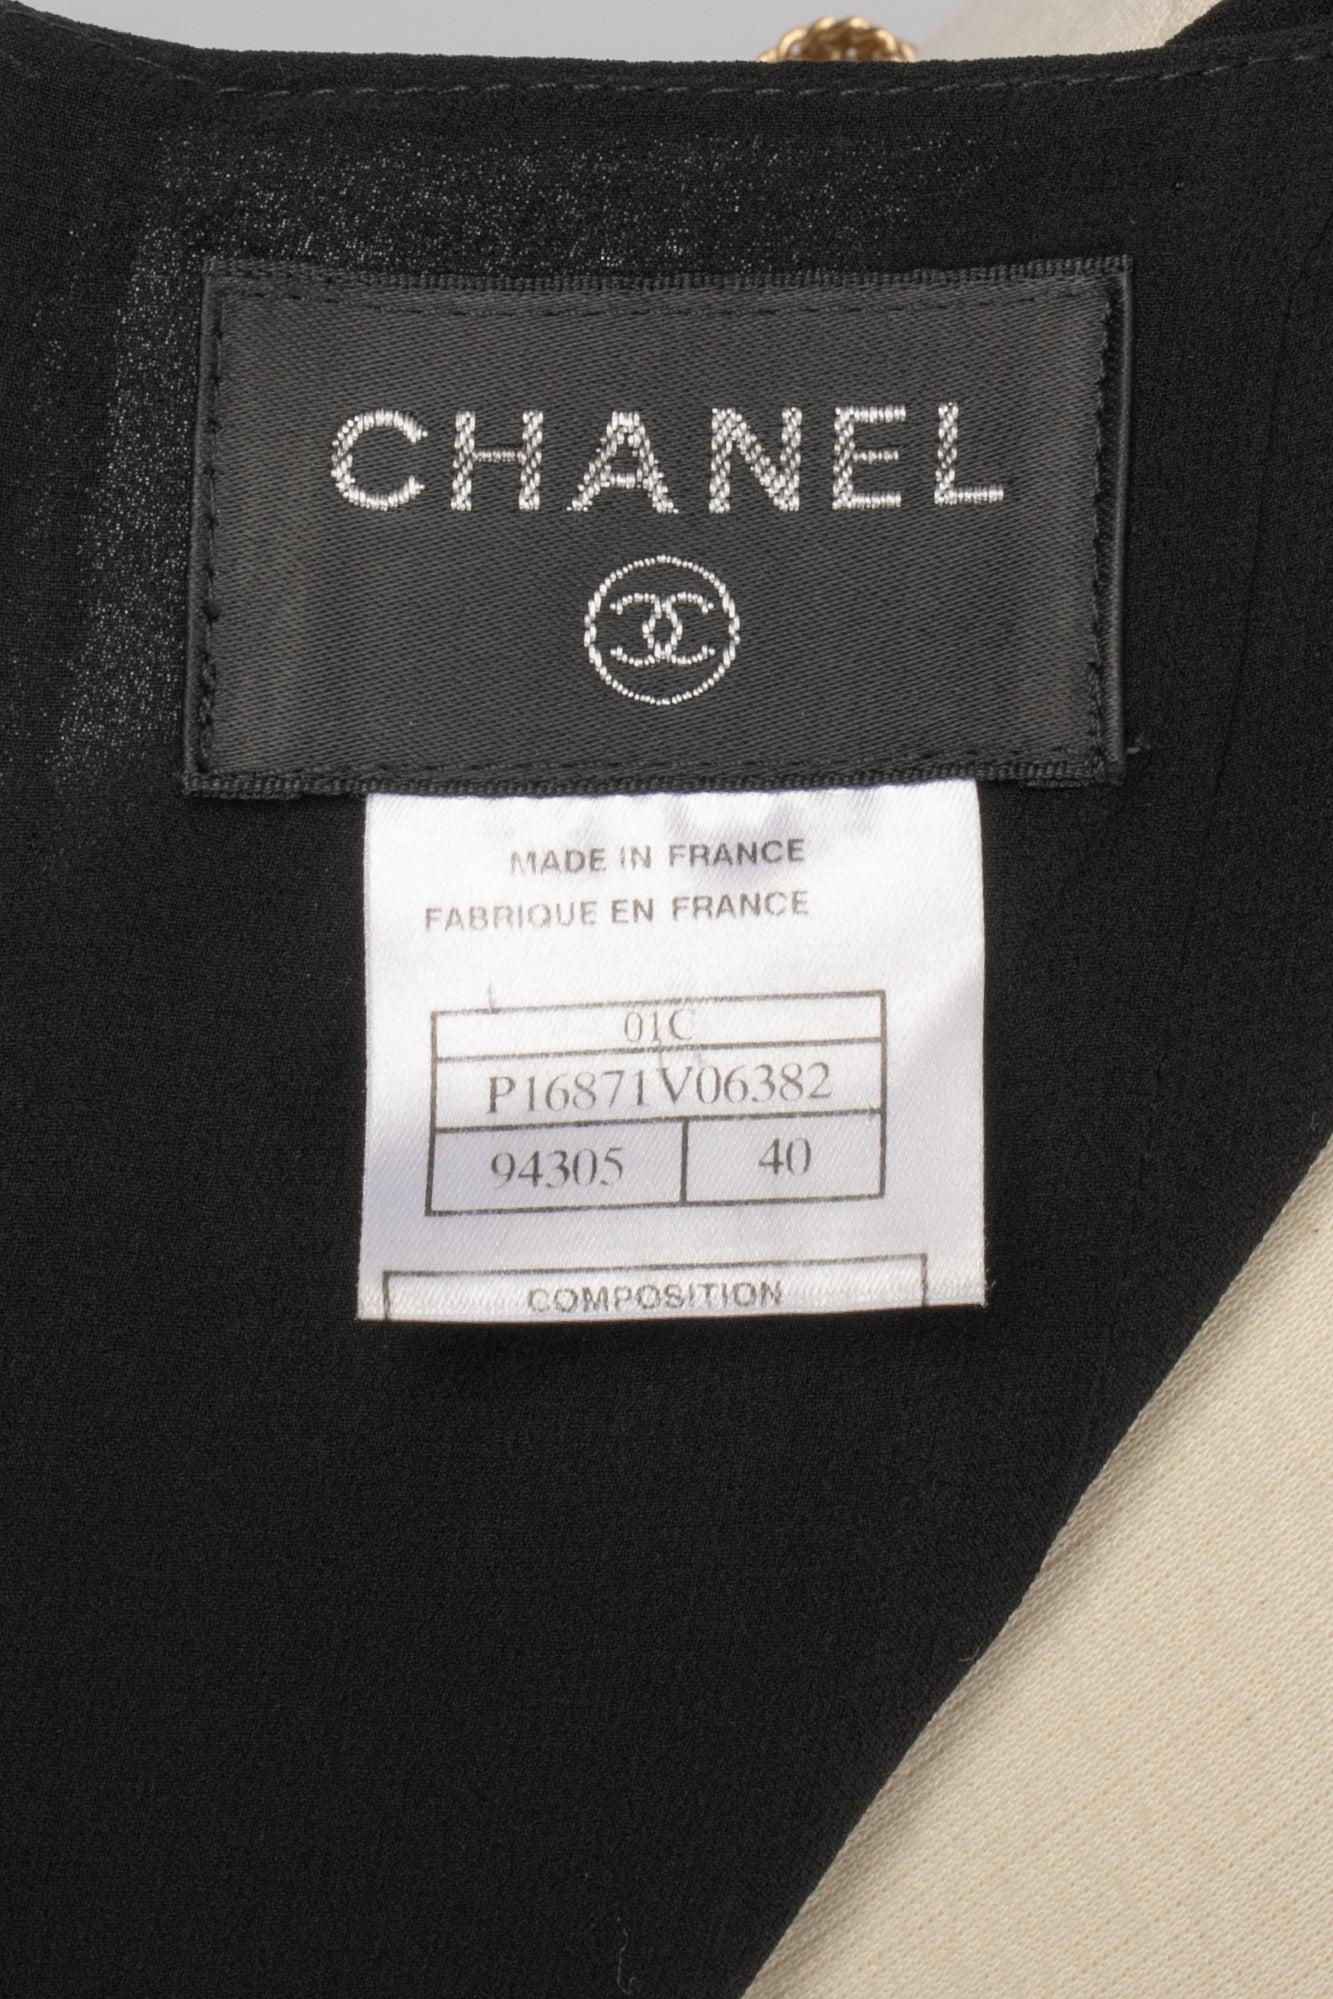 CHANEL
MADE IN FRANCE
FABRIQUE EN FRANCE
01C
P16871V06382
94305 40
COMPOSITION